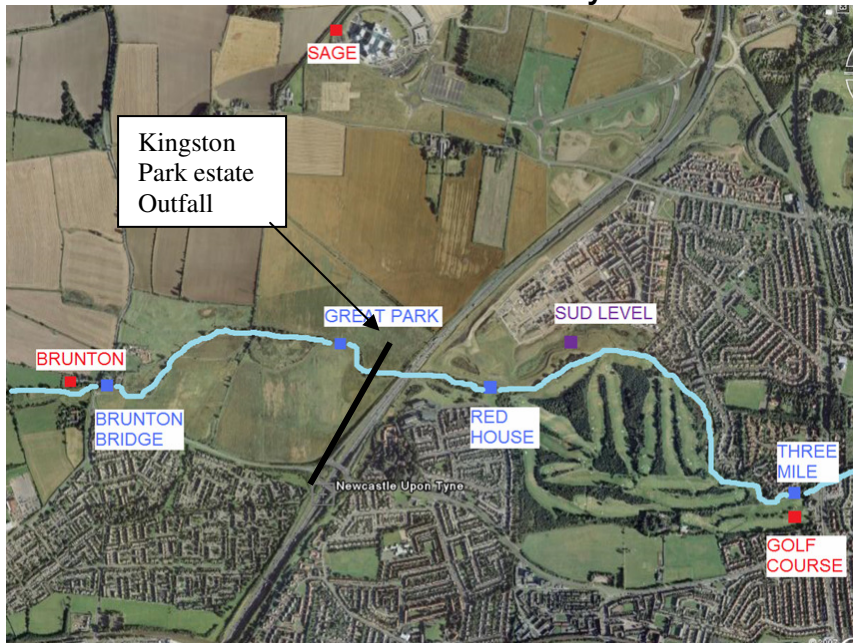 SAGE
Kingston
Park estate
Outfall
GREAT PARK
SUD LEVEL
BRUNTON
BRUNTON
BRIDGE
RED
HOUSE
THREE
MILE
Newcastle Upon Tyne
GOLF
COURSE